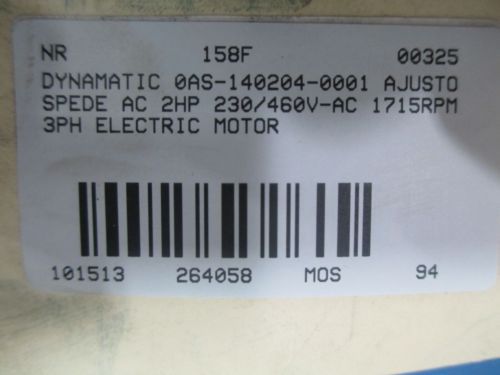 NR 158F 00325
DYNAMATIC 0AS-140204-0001 AJUSTO
SPEDE AC 2HP 230/460V-AC 1715RPM
3PH ELECTRIC MOTOR
101513 264058 MOS 94